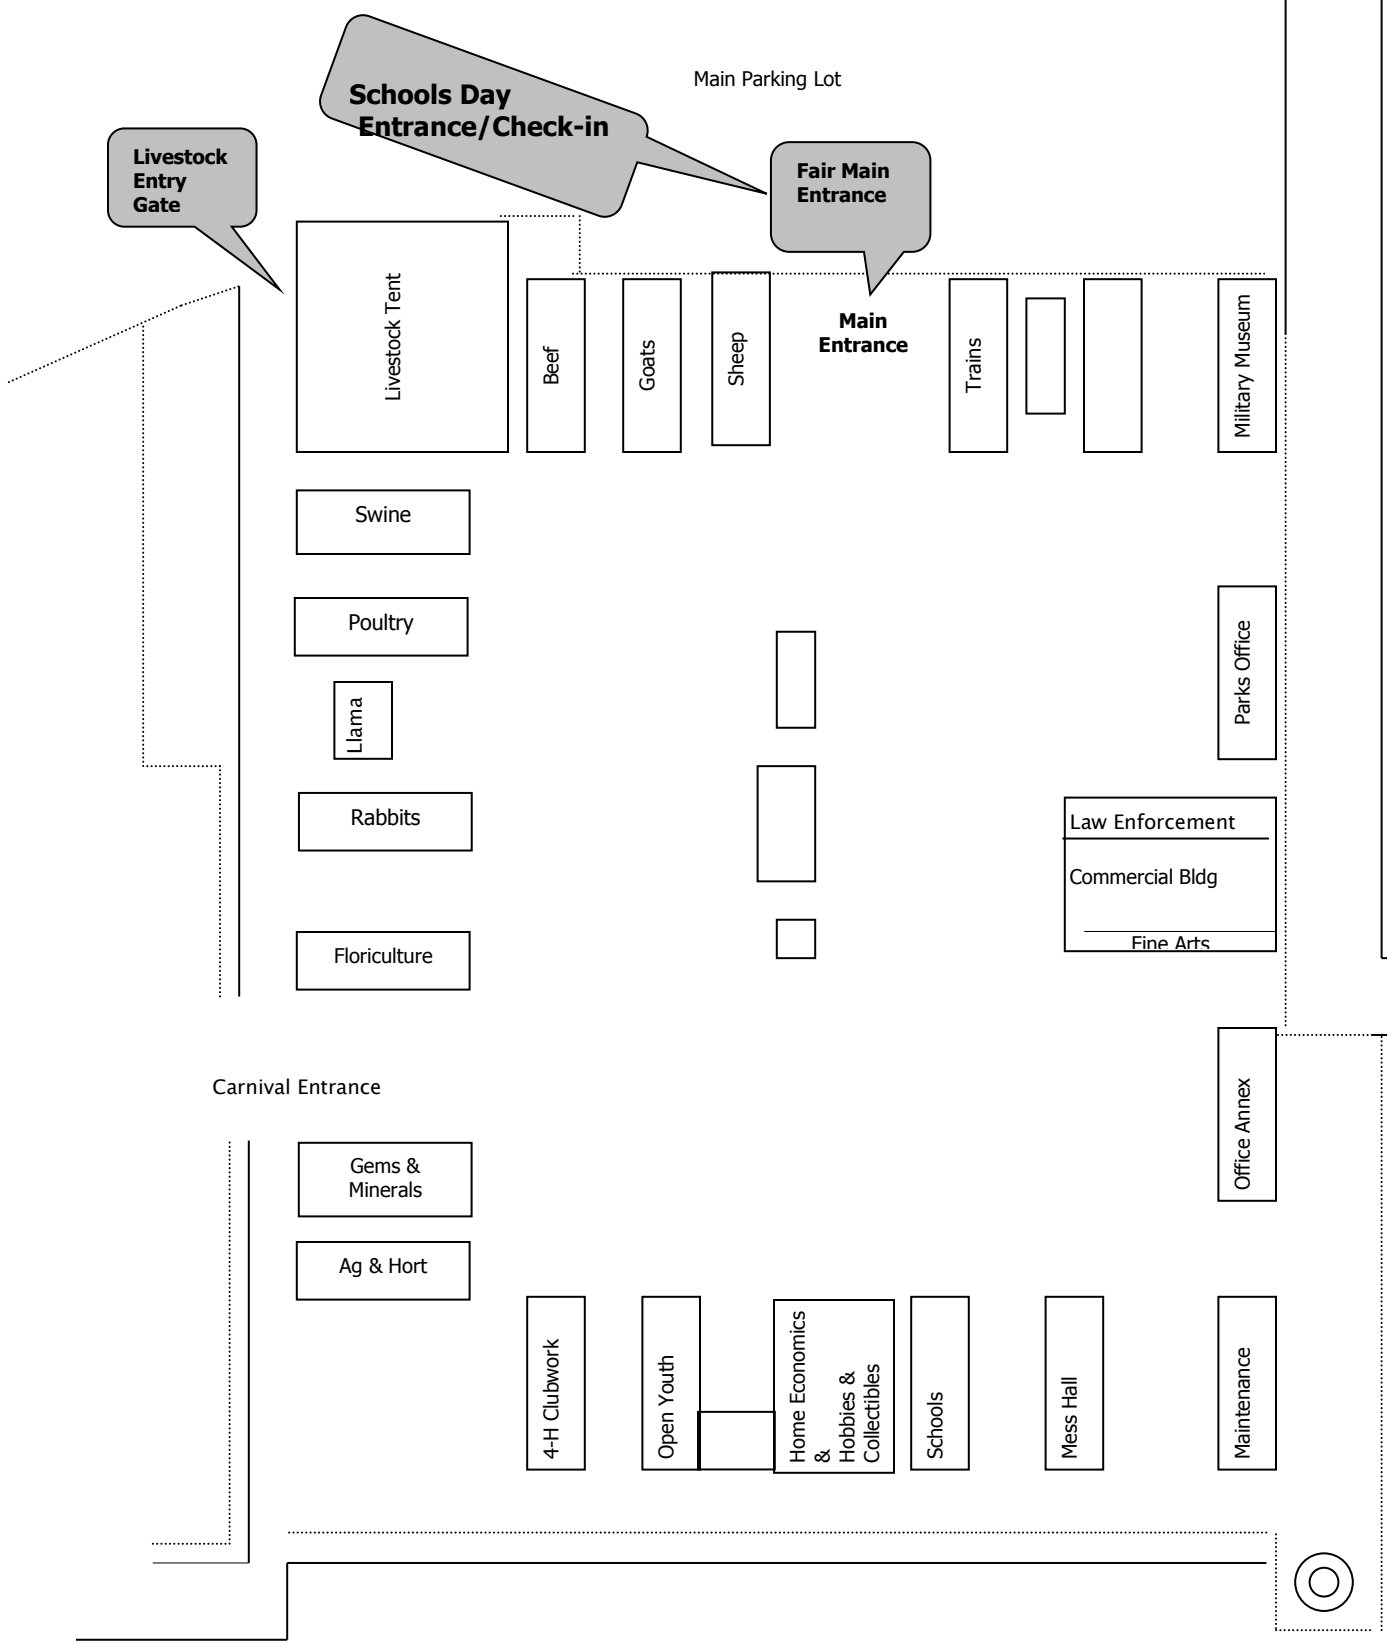 Main Parking Lot
Schools Day
Entrance/Check-in
Livestock
Entry
Gate
Fair Main
Entrance
Livestock Tent
Beef
Goats
Sheep
Main
Entrance
Trains
Military Museum
Swine
Poultry
Parks Office
Llama
Rabbits
Law Enforcement
Commercial Bldg
Fine Arts
Floriculture
Carnival Entrance
Office Annex
Gems &
Minerals
Ag & Hort
4-H Clubwork
Open Youth
Home Economics
&
Hobbies &
Collectibles
Schools
Mess Hall
Maintenance